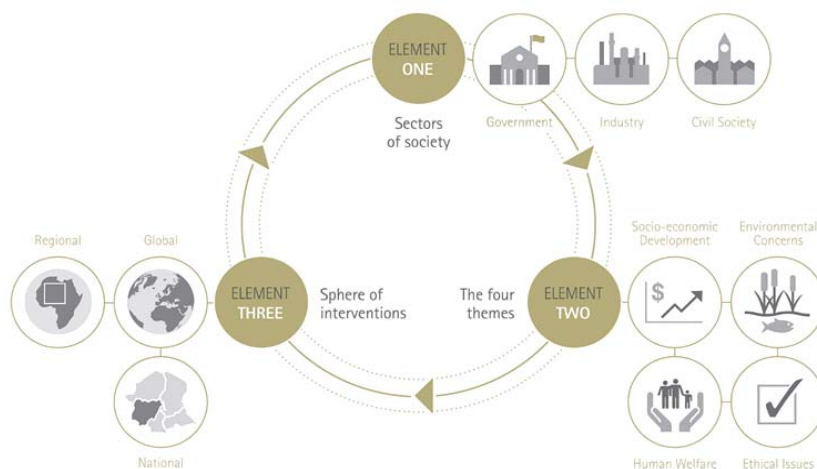 ELEMENT
ONE
Sectors
of society
Government
Industry
Civil Society
Regional
Global
Socio-economic
Development
Environmental
Concerns
ELEMENT
THREE
Sphere of
interventions
The four
themes
ELEMENT
TWO
$
National
Human Welfare
Ethical Issues